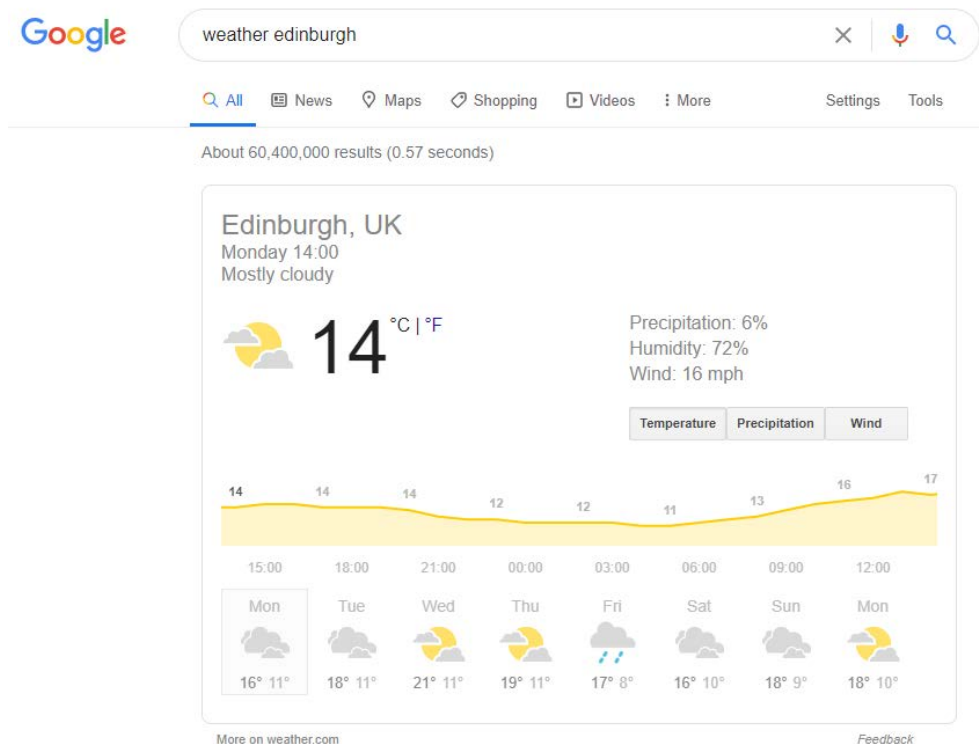 Google weather edinburgh
All News Maps Shopping Videos More Settings Tools
About 60,400,000 results (0.57 seconds)
Edinburgh, UK
Monday 14:00
Mostly cloudy
14 °C | °F
Precipitation: 6%
Humidity: 72%
Wind: 16 mph
Temperature Precipitation Wind
14 14 14 12 12 11 13 16 17
15:00 18:00 21:00 00:00 03:00 06:00 09:00 12:00
Mon Tue Wed Thu Fri Sat Sun Mon
16° 11° 18° 11° 21° 11° 19° 11° 17° 8° 16° 10° 18° 9° 18° 10°
More on weather.com Feedback